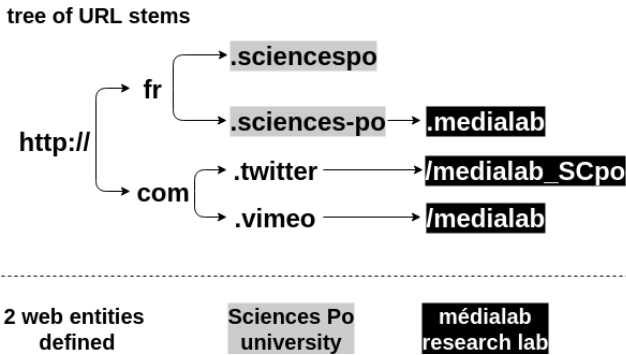 tree of URL stems
.sciencespo
fr
.sciences-po .medialab
http://
.twitter /medialab_SCpo
com
.vimeo /medialab
2 web entities Sciences Po médialab
defined university research lab